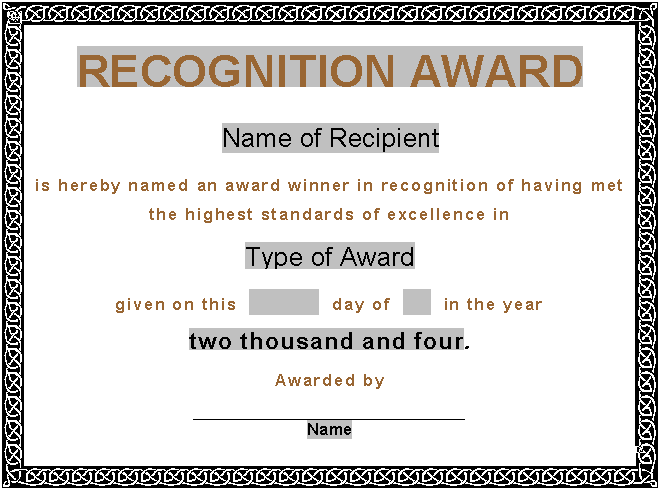 RECOGNITION AWARD
Name of Recipient
is hereby named an award winner in recognition of having met
the highest standards of excellence in
Type of Award
given on this day of in the year
two thousand and four.
Awarded by
Name